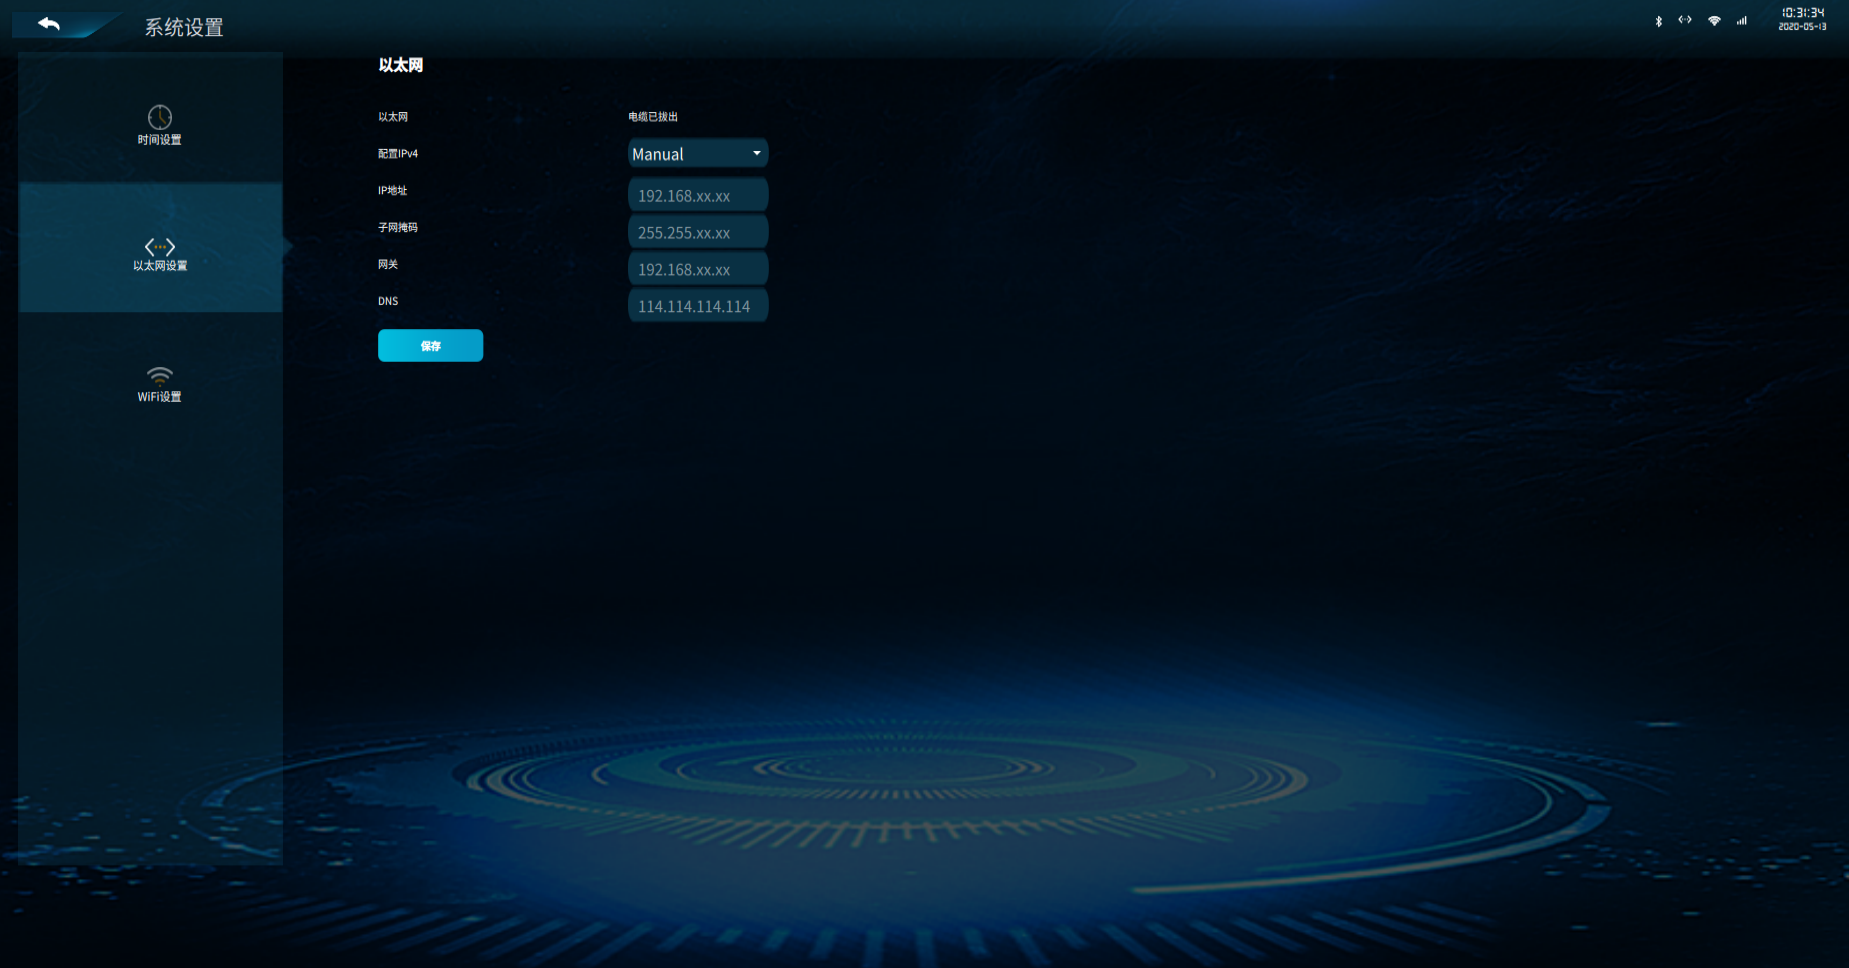 系统设置
10:31:34
2020-05-13
时间设置
以太网设置
WiFi设置
以太网
以太网 电缆已拔出
配置IPv4 Manual
IP地址 192.168.xx.xx
子网掩码 255.255.xx.xx
网关 192.168.xx.xx
DNS 114.114.114.114
保存